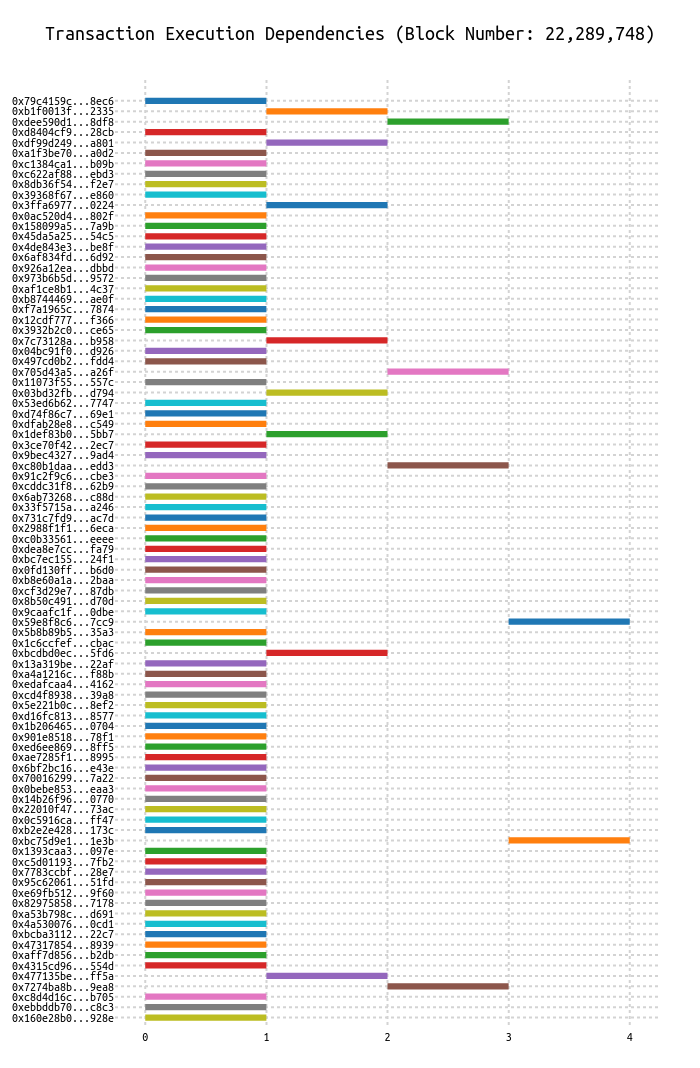 Transaction Execution Dependencies (Block Number: 22,289,748)
0x79c4159c...8ec6
0xb1f0013f...2335
0xdee590d1...8df8
0xd8404cf9...28cb
0xdf99d249...a801
0xa1f3be70...a0d2
0xc1384ca1...b09b
0xc622af88...ebd3
0x8db36f54...f2e7
0x39368f67...e860
0x3ffa6977...0224
0x0ac520d4...802f
0x158099a5...7a9b
0x45da5a25...54c5
0x4de843e3...be8f
0x6af834fd...6d92
0x926a12ea...dbbd
0x973b6b5d...9572
0xaf1ce8b1...4c37
0xb8744469...ae0f
0xf7a1965c...7874
0x12cdf777...f366
0x3932b2c0...ce65
0x7c73128a...b958
0x04bc91f0...d926
0x497cd0b2...fdd4
0x705d43a5...a26f
0x11073f55...557c
0x03bd32fb...d794
0x53ed6b62...7747
0xd74f86c7...69e1
0xdfab28e8...c549
0x1def83b0...5bb7
0x3ce70f42...2ec7
0x9bec4327...9ad4
0xc80b1daa...edd3
0x91c2f9c6...cbe3
0xcddc31f8...62b9
0x6ab73268...c88d
0x33f5715a...a246
0x731c7fd9...ac7d
0x2988f1f1...6eca
0xc0b33561...eeee
0xdea8e7cc...fa79
0xbc7ec155...24f1
0x0fd130ff...b6d0
0xb8e60a1a...2baa
0xcf3d29e7...87db
0x8b50c491...d70d
0x9caafc1f...0dbe
0x59e8f8c6...7cc9
0x5b8b89b5...35a3
0x1c6ccfef...cbac
0xbcdbd0ec...5fd6
0x13a319be...22af
0xa4a1216c...f88b
0xedafcaa4...4162
0xcd4f8938...39a8
0x5e221b0c...8ef2
0xd16fc813...8577
0x1b206465...0704
0x901e8518...78f1
0xed6ee869...8ff5
0xae7285f1...8995
0x6bf2bc16...e43e
0x70016299...7a22
0x0bebe853...eaa3
0x14b26f96...0770
0x22010f47...73ac
0x0c5916ca...ff47
0xb2e2e428...173c
0xbc75d9e1...1e3b
0x1393caa3...097e
0xc5d01193...7fb2
0x7783ccbf...28e7
0x95c62061...51fd
0xe69fb512...9f60
0x82975858...7178
0xa53b798c...d691
0x4a530076...0cd1
0xbcba3112...22c7
0x47317854...8939
0xaff7d856...b2db
0x4315cd96...554d
0x477135be...ff5a
0x7274ba8b...9ea8
0xc8d4d16c...b705
0xebbddb70...c8c3
0x160e28b0...928e
0 1 2 3 4